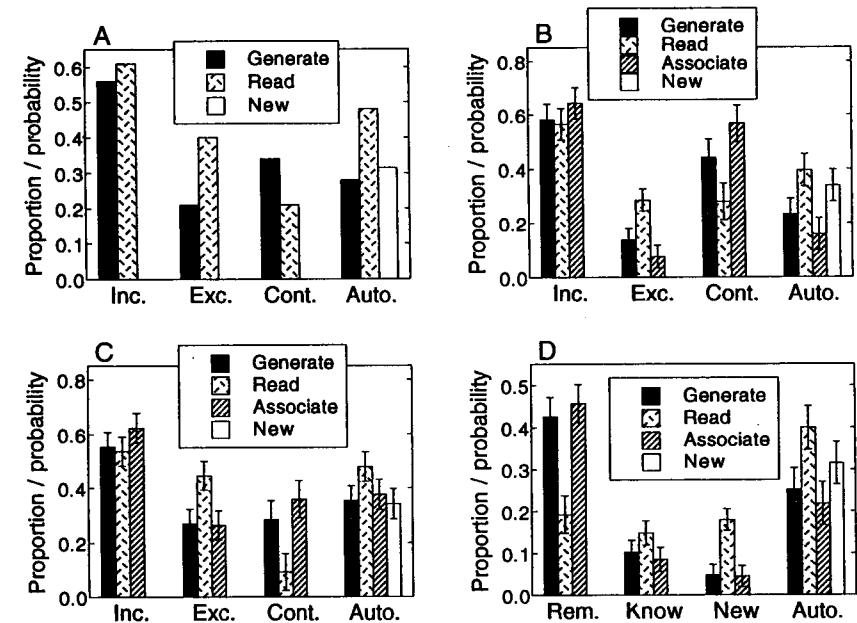 A
Generate
Read
New
Proportion / probability
0.6
0.5
0.4
0.3
0.2
0.1
0.0
Inc. Exc. Cont. Auto.
B
Generate
Read
Associate
New
Proportion / probability
0.8
0.6
0.4
0.2
0.0
Inc. Exc. Cont. Auto.
C
Generate
Read
Associate
New
Proportion / probability
0.8
0.6
0.4
0.2
0.0
Inc. Exc. Cont. Auto.
D
Generate
Read
Associate
New
Proportion / probability
0.5
0.4
0.3
0.2
0.1
0.0
Rem. Know New Auto.